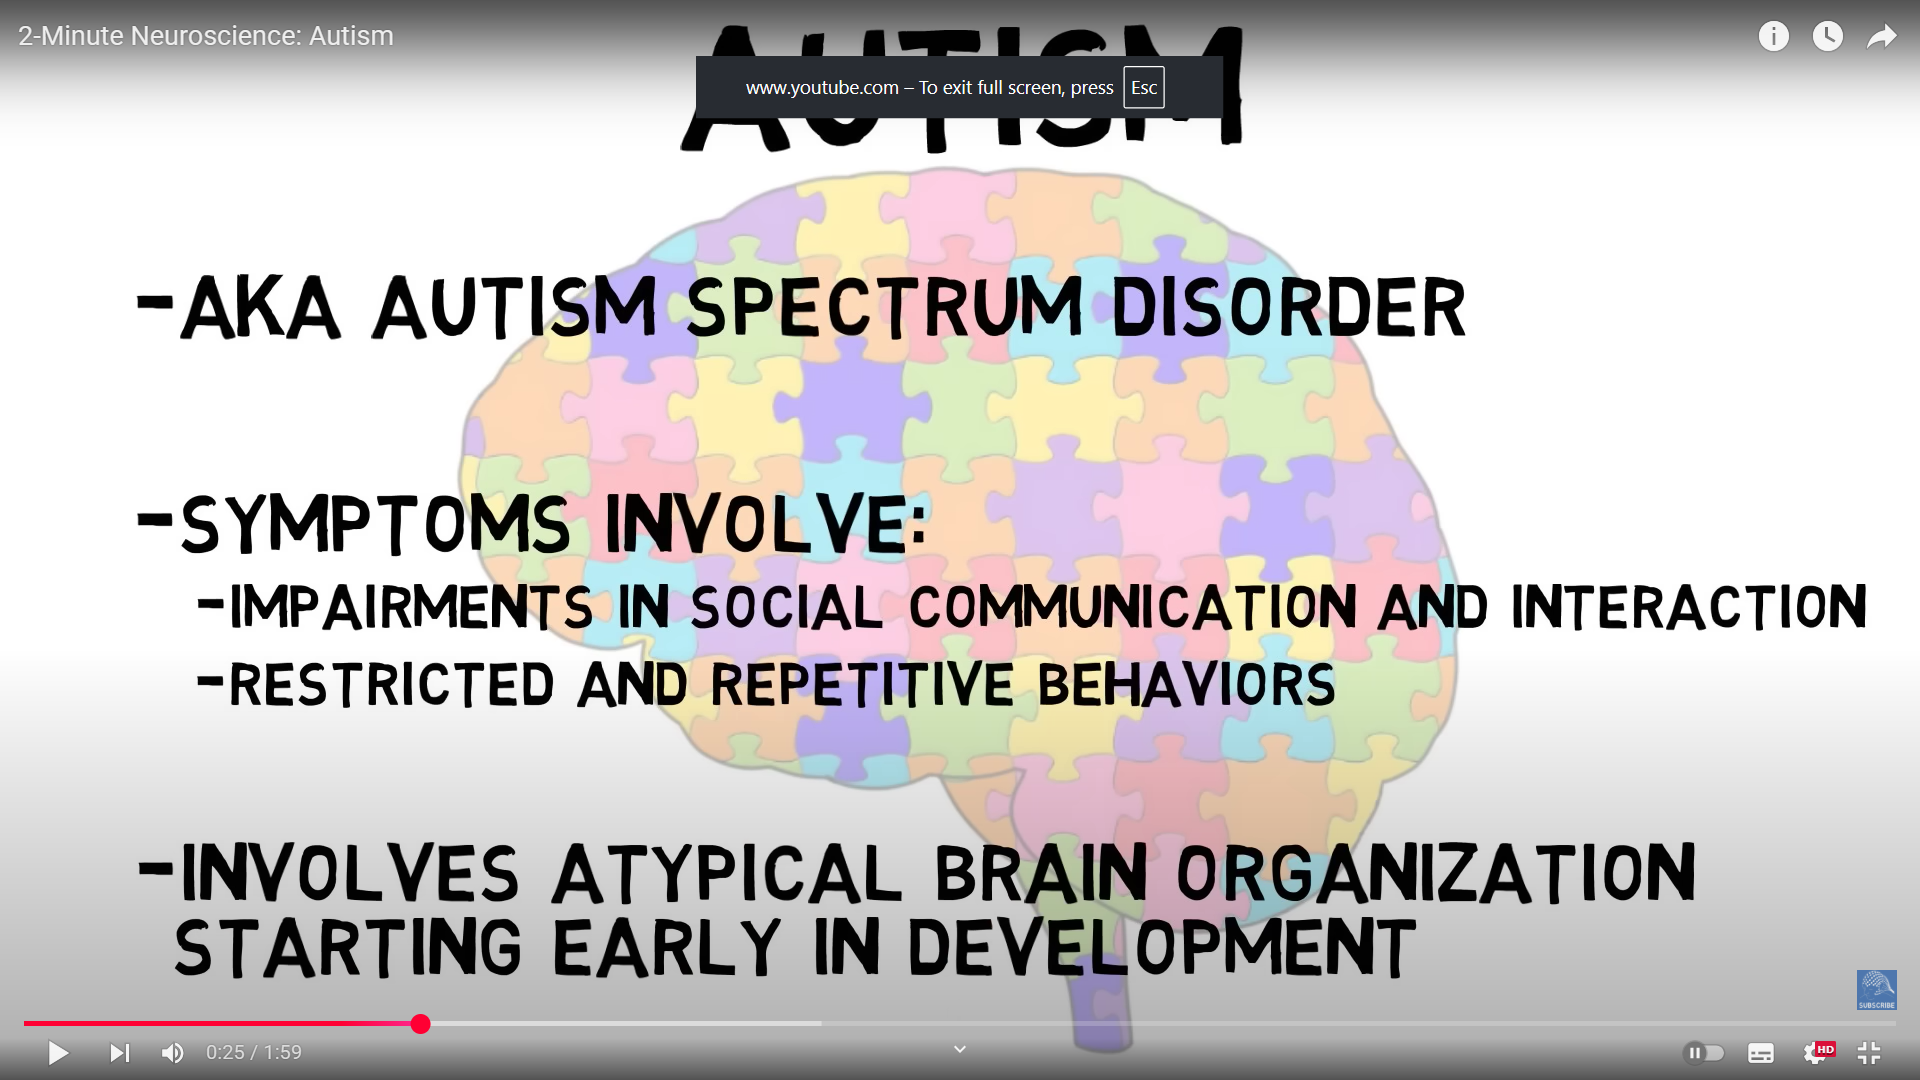 2-Minute Neuroscience: Autism
AUTISM
www.youtube.com – To exit full screen, press Esc
-AKA AUTISM SPECTRUM DISORDER
-SYMPTOMS INVOLVE:
-IMPAIRMENTS IN SOCIAL COMMUNICATION AND INTERACTION
-RESTRICTED AND REPETITIVE BEHAVIORS
-INVOLVES ATYPICAL BRAIN ORGANIZATION
STARTING EARLY IN DEVELOPMENT
SUBSCRIBE
0:25 / 1:59
HD